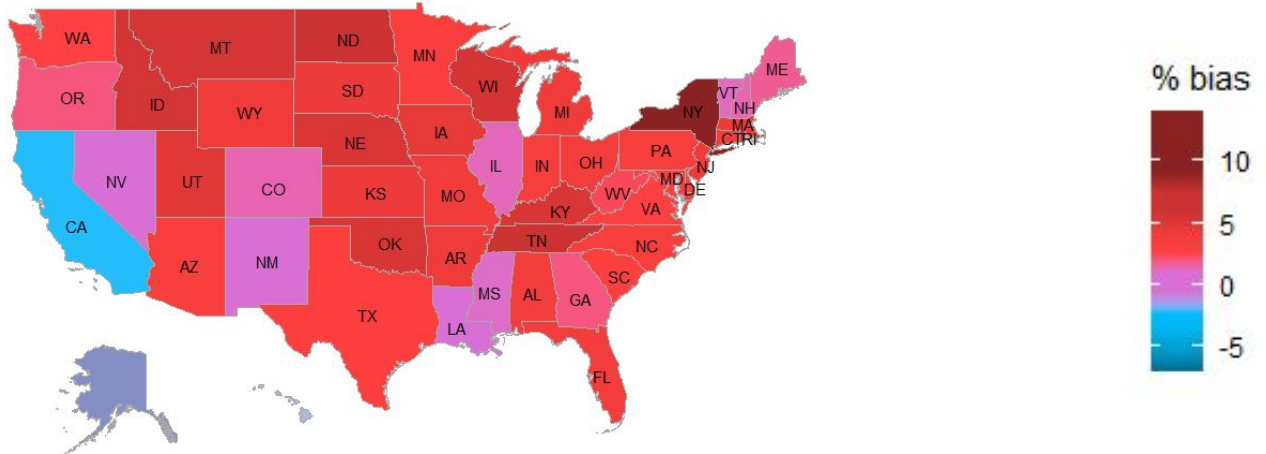 WA
MT
ND
MN
ME
% bias
OR
ID
WY
SD
WI
MI
VT
NH
NY
MA
CTRI
10
NV
UT
CO
NE
IA
IL
IN
OH
PA
NJ
MD
DE
5
CA
KS
MO
KY
WV
VA
AZ
NM
OK
AR
TN
NC
SC
0
TX
LA
MS
AL
GA
FL
-5